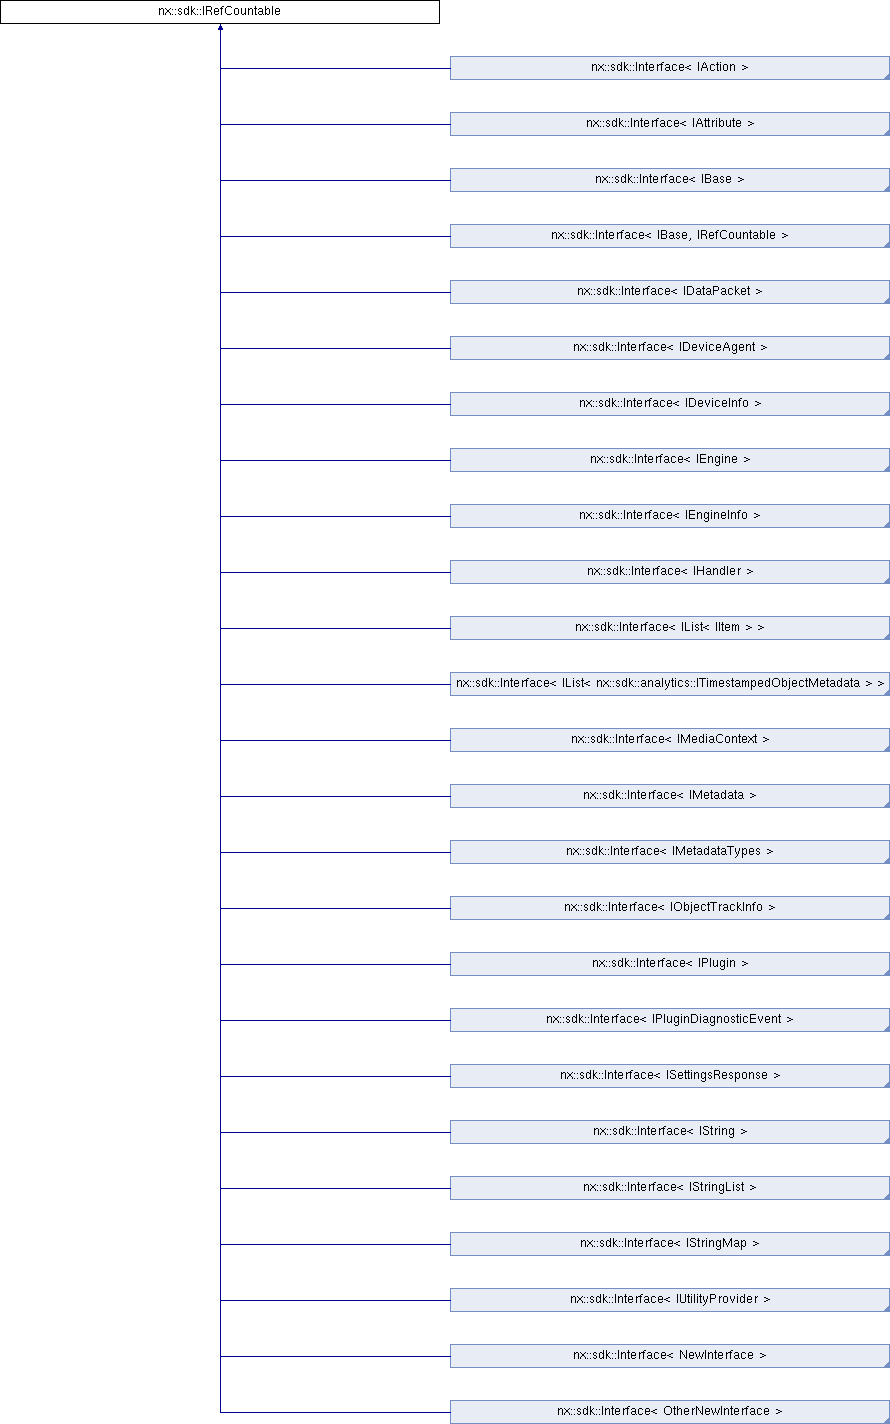 nx::sdk::IRefCountable
nx::sdk::Interface< IAction >
nx::sdk::Interface< IAttribute >
nx::sdk::Interface< IBase >
nx::sdk::Interface< IBase, IRefCountable >
nx::sdk::Interface< IDataPacket >
nx::sdk::Interface< IDeviceAgent >
nx::sdk::Interface< IDeviceInfo >
nx::sdk::Interface< IEngine >
nx::sdk::Interface< IEngineInfo >
nx::sdk::Interface< IHandler >
nx::sdk::Interface< IList< IItem > >
nx::sdk::Interface< IList< nx::sdk::analytics::ITimestampedObjectMetadata > >
nx::sdk::Interface< IMediaContext >
nx::sdk::Interface< IMetadata >
nx::sdk::Interface< IMetadataTypes >
nx::sdk::Interface< IObjectTrackInfo >
nx::sdk::Interface< IPlugin >
nx::sdk::Interface< IPluginDiagnosticEvent >
nx::sdk::Interface< ISettingsResponse >
nx::sdk::Interface< IString >
nx::sdk::Interface< IStringList >
nx::sdk::Interface< IStringMap >
nx::sdk::Interface< IUtilityProvider >
nx::sdk::Interface< NewInterface >
nx::sdk::Interface< OtherNewInterface >